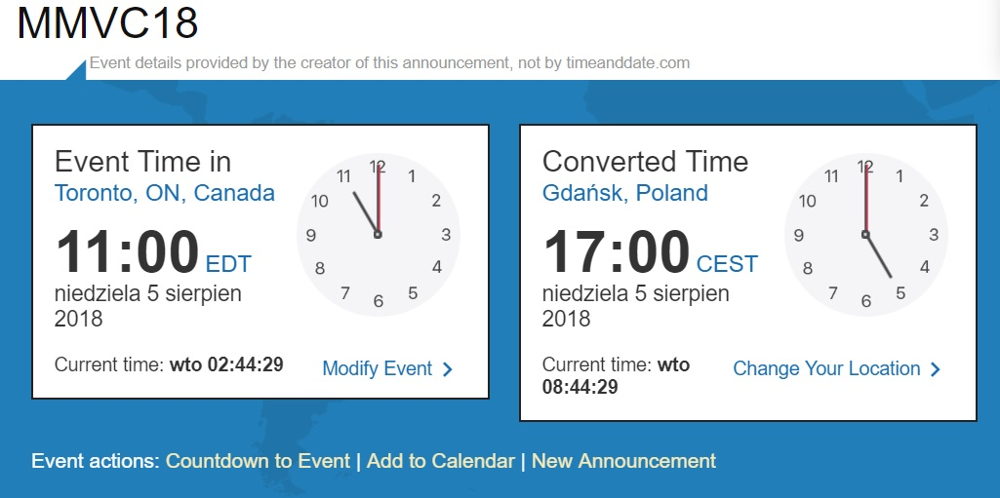 MMVC18
Event details provided by the creator of this announcement, not by timeanddate.com
Event Time in
Toronto, ON, Canada
11:00 EDT
niedziela 5 sierpien
2018
Current time: wto 02:44:29
Modify Event
12
1
2
3
4
5
6
7
8
9
10
11
Converted Time
Gdańsk, Poland
17:00 CEST
niedziela 5 sierpien
2018
Current time: wto
08:44:29
Change Your Location
12
1
2
3
4
5
6
7
8
9
10
11
Event actions: Countdown to Event | Add to Calendar | New Announcement